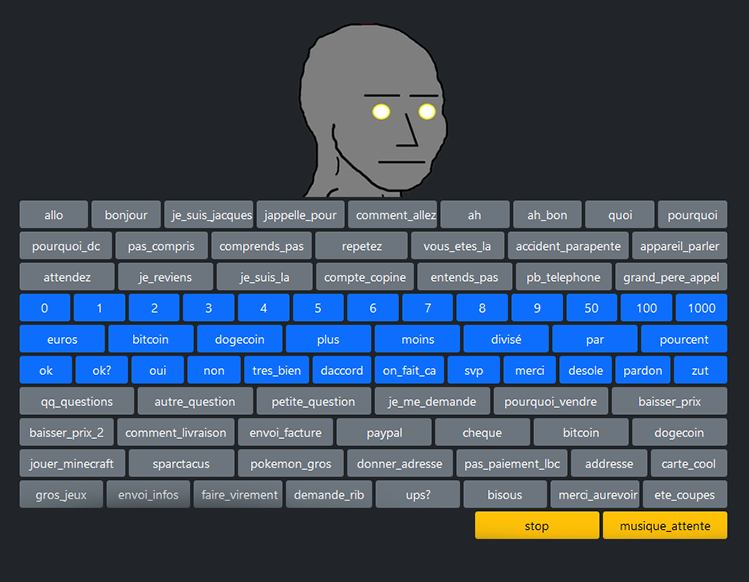 allo bonjour je_suis_jacques jappelle_pour comment_allez ah ah_bon quoi pourquoi
pourquoi_dc pas_compris comprends_pas repetez vous_etes_la accident_parapente appareil_parler
attendez je_reviens je_suis_la compte_copine entends_pas pb_telephone grand_pere_appel
0 1 2 3 4 5 6 7 8 9 50 100 1000
euros bitcoin dogecoin plus moins divisé par pourcent
ok ok? oui non tres_bien daccord on_fait_ca svp merci desole pardon zut
qq_questions autre_question petite_question je_me_demande pourquoi_vendre baisser_prix
baisser_prix_2 comment_livraison envoi_facture paypal cheque bitcoin dogecoin
jouer_minecraft sparctacus pokemon_gros donner_adresse pas_paiement_lbc addresse carte_cool
gros_jeux envoi_infos faire_virement demande_rib ups? bisous merci_aurevoir ete_coupes
stop musique_attente